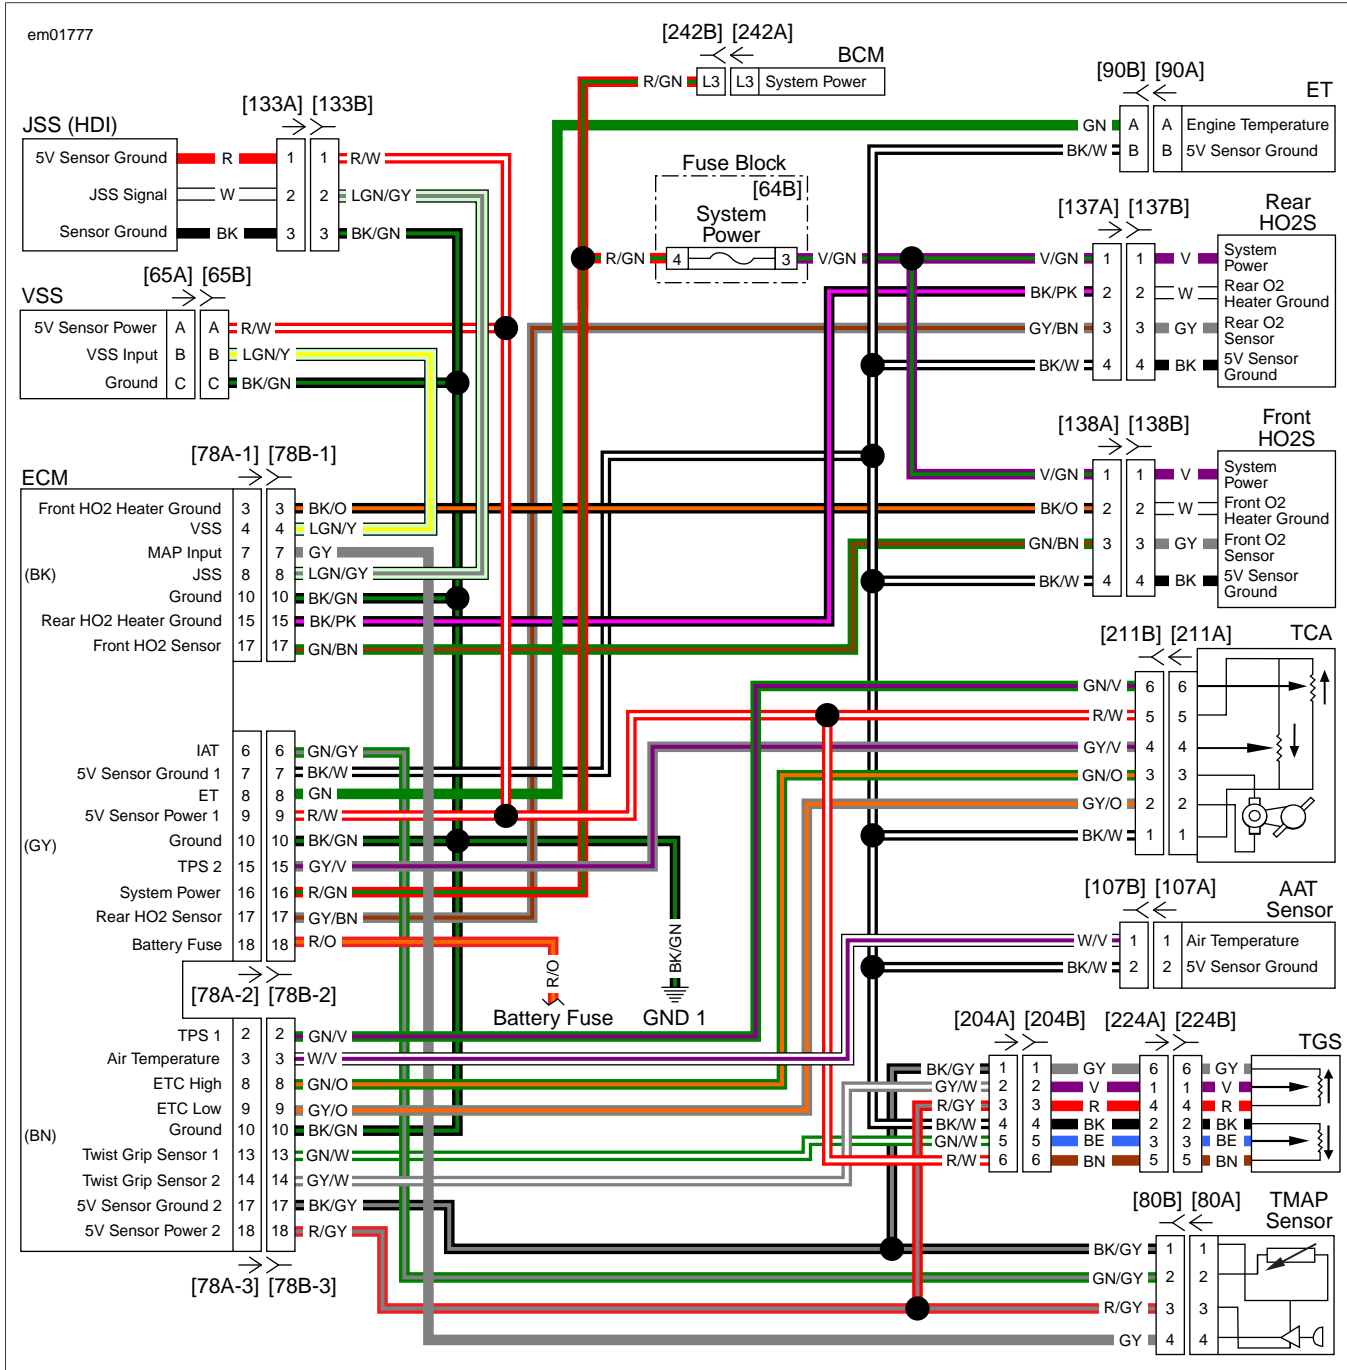 em01777
[242B] [242A]
BCM
R/GN L3 L3 System Power
[90B] [90A]
ET
GN A A Engine Temperature
BK/W B B 5V Sensor Ground
[133A] [133B]
JSS (HDI)
5V Sensor Ground R 1 1 R/W
JSS Signal W 2 2 LGN/GY
Sensor Ground BK 3 3 BK/GN
Fuse Block
[64B]
System
Power
R/GN 4 3 V/GN
[137A] [137B]
Rear
HO2S
V/GN 1 1 V System
Power
BK/PK 2 2 W Rear O2
Heater Ground
GY/BN 3 3 GY Rear O2
Sensor
BK/W 4 4 BK 5V Sensor
Ground
[65A] [65B]
VSS
5V Sensor Power A A R/W
VSS Input B B LGN/Y
Ground C C BK/GN
[138A] [138B]
Front
HO2S
V/GN 1 1 V System
Power
BK/O 2 2 W Front O2
Heater Ground
GN/BN 3 3 GY Front O2
Sensor
BK/W 4 4 BK 5V Sensor
Ground
[78A-1] [78B-1]
ECM
Front HO2 Heater Ground 3 3 BK/O
VSS 4 4 LGN/Y
MAP Input 7 7 GY
JSS 8 8 LGN/GY
(BK)
Ground 10 10 BK/GN
Rear HO2 Heater Ground 15 15 BK/PK
Front HO2 Sensor 17 17 GN/BN
[211B] [211A]
TCA
GN/V 6 6
R/W 5 5
GY/V 4 4
GN/O 3 3
GY/O 2 2
BK/W 1 1
IAT 6 6 GN/GY
5V Sensor Ground 1 7 7 BK/W
ET 8 8 GN
5V Sensor Power 1 9 9 R/W
Ground 10 10 BK/GN
(GY)
TPS 2 15 15 GY/V
System Power 16 16 R/GN
Rear HO2 Sensor 17 17 GY/BN
Battery Fuse 18 18 R/O
[78A-2] [78B-2]
R/O
Battery Fuse
BK/GN
GND 1
[107B] [107A]
AAT
Sensor
W/V 1 1 Air Temperature
BK/W 2 2 5V Sensor Ground
TPS 1 2 2 GN/V
Air Temperature 3 3 W/V
ETC High 8 8 GN/O
ETC Low 9 9 GY/O
Ground 10 10 BK/GN
(BN)
Twist Grip Sensor 1 13 13 GN/W
Twist Grip Sensor 2 14 14 GY/W
5V Sensor Ground 2 17 17 BK/GY
5V Sensor Power 2 18 18 R/GY
[78A-3] [78B-3]
[204A] [204B] [224A] [224B]
TGS
BK/GY 1 1 GY 6 6 GY
GY/W 2 2 V 1 1 V
R/GY 3 3 R 4 4 R
BK/W 4 4 BK 2 2 BK
GN/W 5 5 BE 3 3 BE
R/W 6 6 BN 5 5 BN
[80B] [80A]
TMAP
Sensor
BK/GY 1 1
GN/GY 2 2
R/GY 3 3
GY 4 4